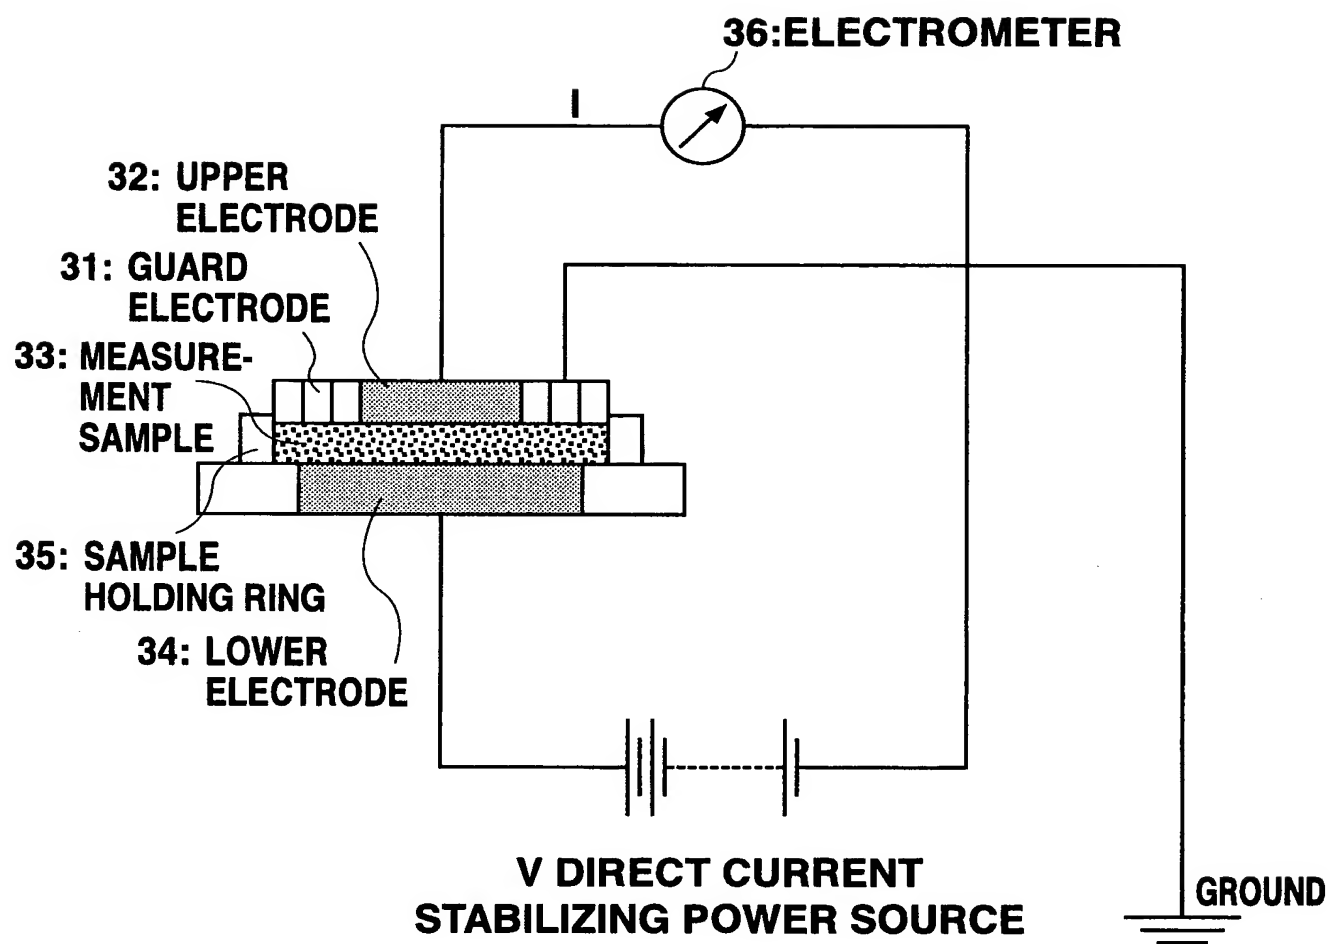 36:ELECTROMETER
I
32: UPPER
ELECTRODE
31: GUARD
ELECTRODE
33: MEASURE-
MENT
SAMPLE
35: SAMPLE
HOLDING RING
34: LOWER
ELECTRODE
V DIRECT CURRENT
STABILIZING POWER SOURCE
GROUND